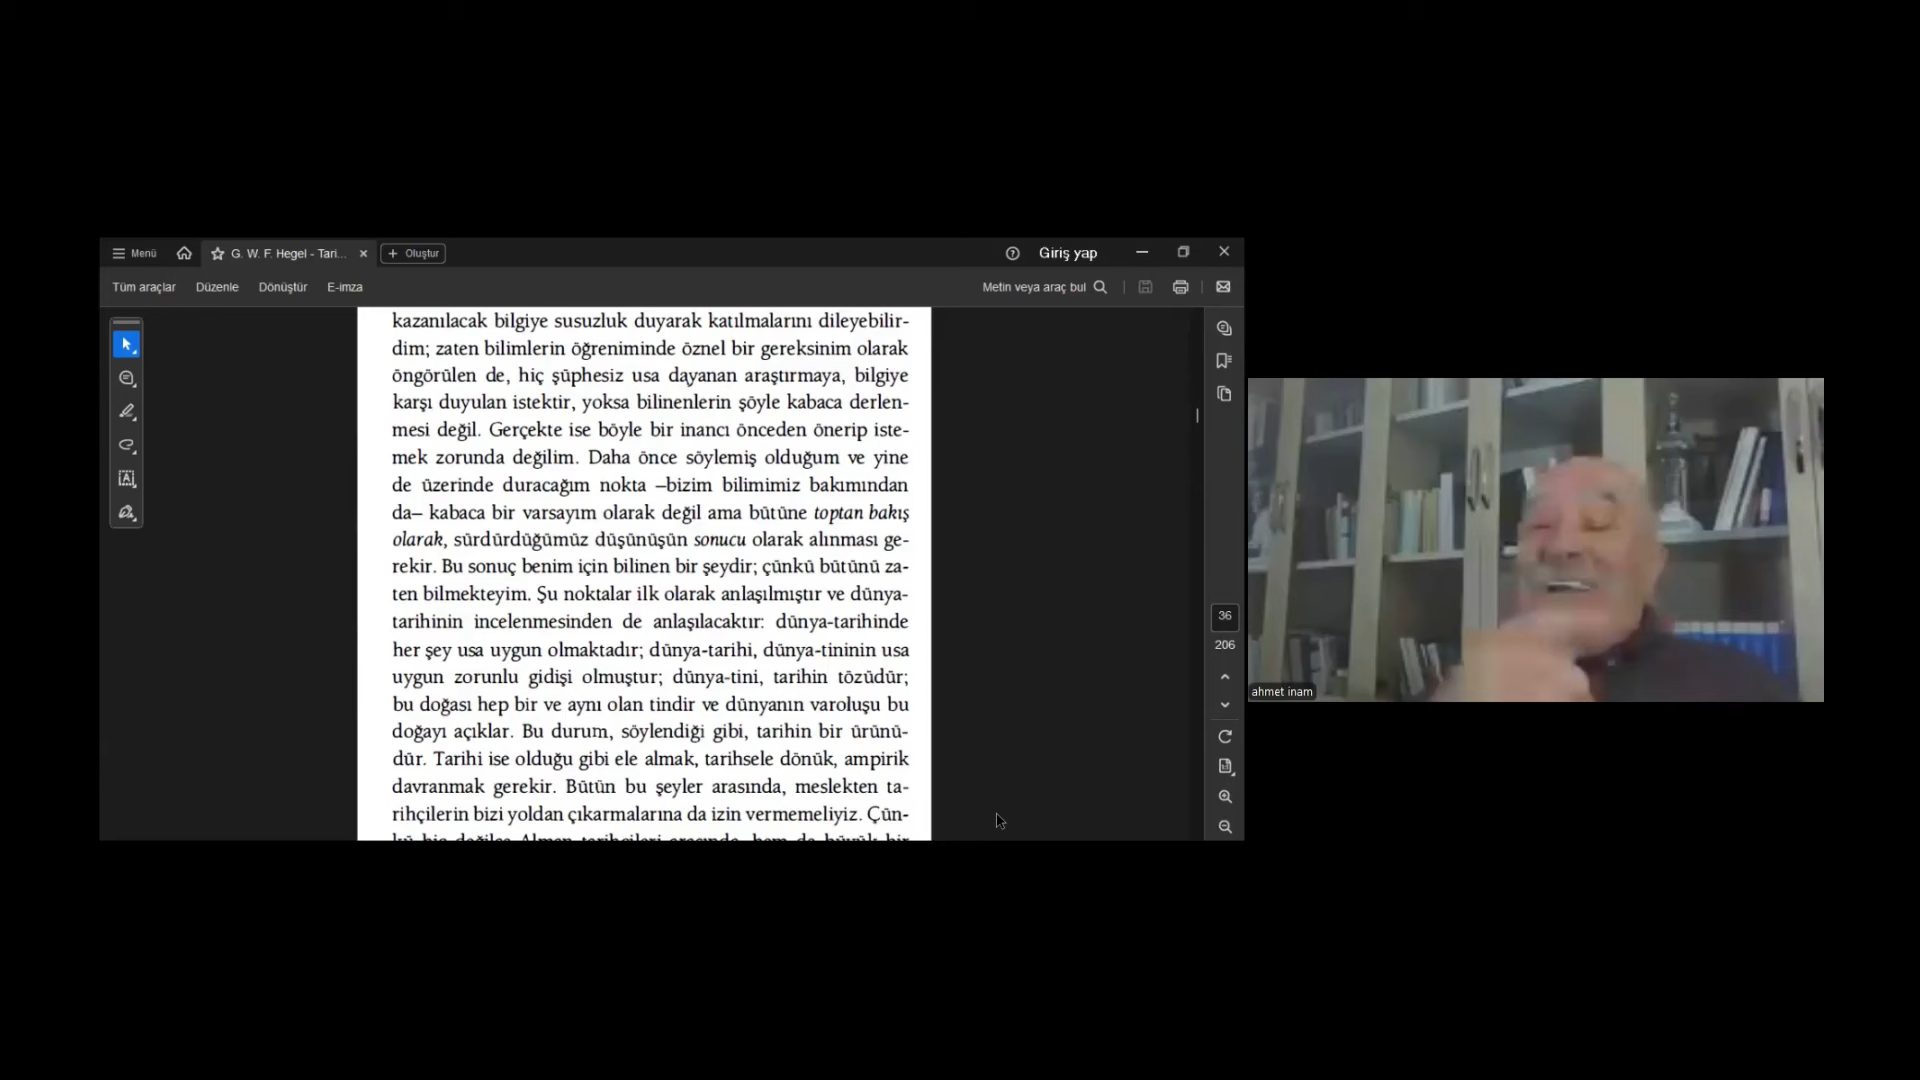 Menü
G. W. F. Hegel - Tari...
Oluştur
Giriş yap
Tüm araçlar
Düzenle
Dönüştür
E-imza
Metin veya araç bul
kazanılacak bilgiye susuzluk duyarak katılmalarını dileyebilir-
dim; zaten bilimlerin öğreniminde öznel bir gereksinim olarak
öngörülen de, hiç şüphesiz usa dayanan araştırmaya, bilgiye
karşı duyulan istektir, yoksa bilinenlerin şöyle kabaca derlen-
mesi değil. Gerçekte ise böyle bir inancı önceden önerip iste-
mek zorunda değilim. Daha önce söylemiş olduğum ve yine
de üzerinde duracağım nokta –bizim bilimimiz bakımından
da– kabaca bir varsayım olarak değil ama bütüne toptan bakış
olarak, sürdürdüğümüz düşünüşün sonucu olarak alınması ge-
rekir. Bu sonuç benim için bilinen bir şeydir; çünkü bütünü za-
ten bilmekteyim. Şu noktalar ilk olarak anlaşılmıştır ve dünya-
tarihinin incelenmesinden de anlaşılacaktır: dünya-tarihinde
her şey usa uygun olmaktadır; dünya-tarihi, dünya-tininin usa
uygun zorunlu gidişi olmuştur; dünya-tini, tarihin tözüdür;
bu doğası hep bir ve aynı olan tindir ve dünyanın varoluşu bu
doğayı açıklar. Bu durum, söylendiği gibi, tarihin bir ürünü-
dür. Tarihi ise olduğu gibi ele almak, tarihsele dönük, ampirik
davranmak gerekir. Bütün bu şeyler arasında, meslekten ta-
rihçilerin bizi yoldan çıkarmalarına da izin vermemeliyiz. Çün-
36
206
ahmet inam